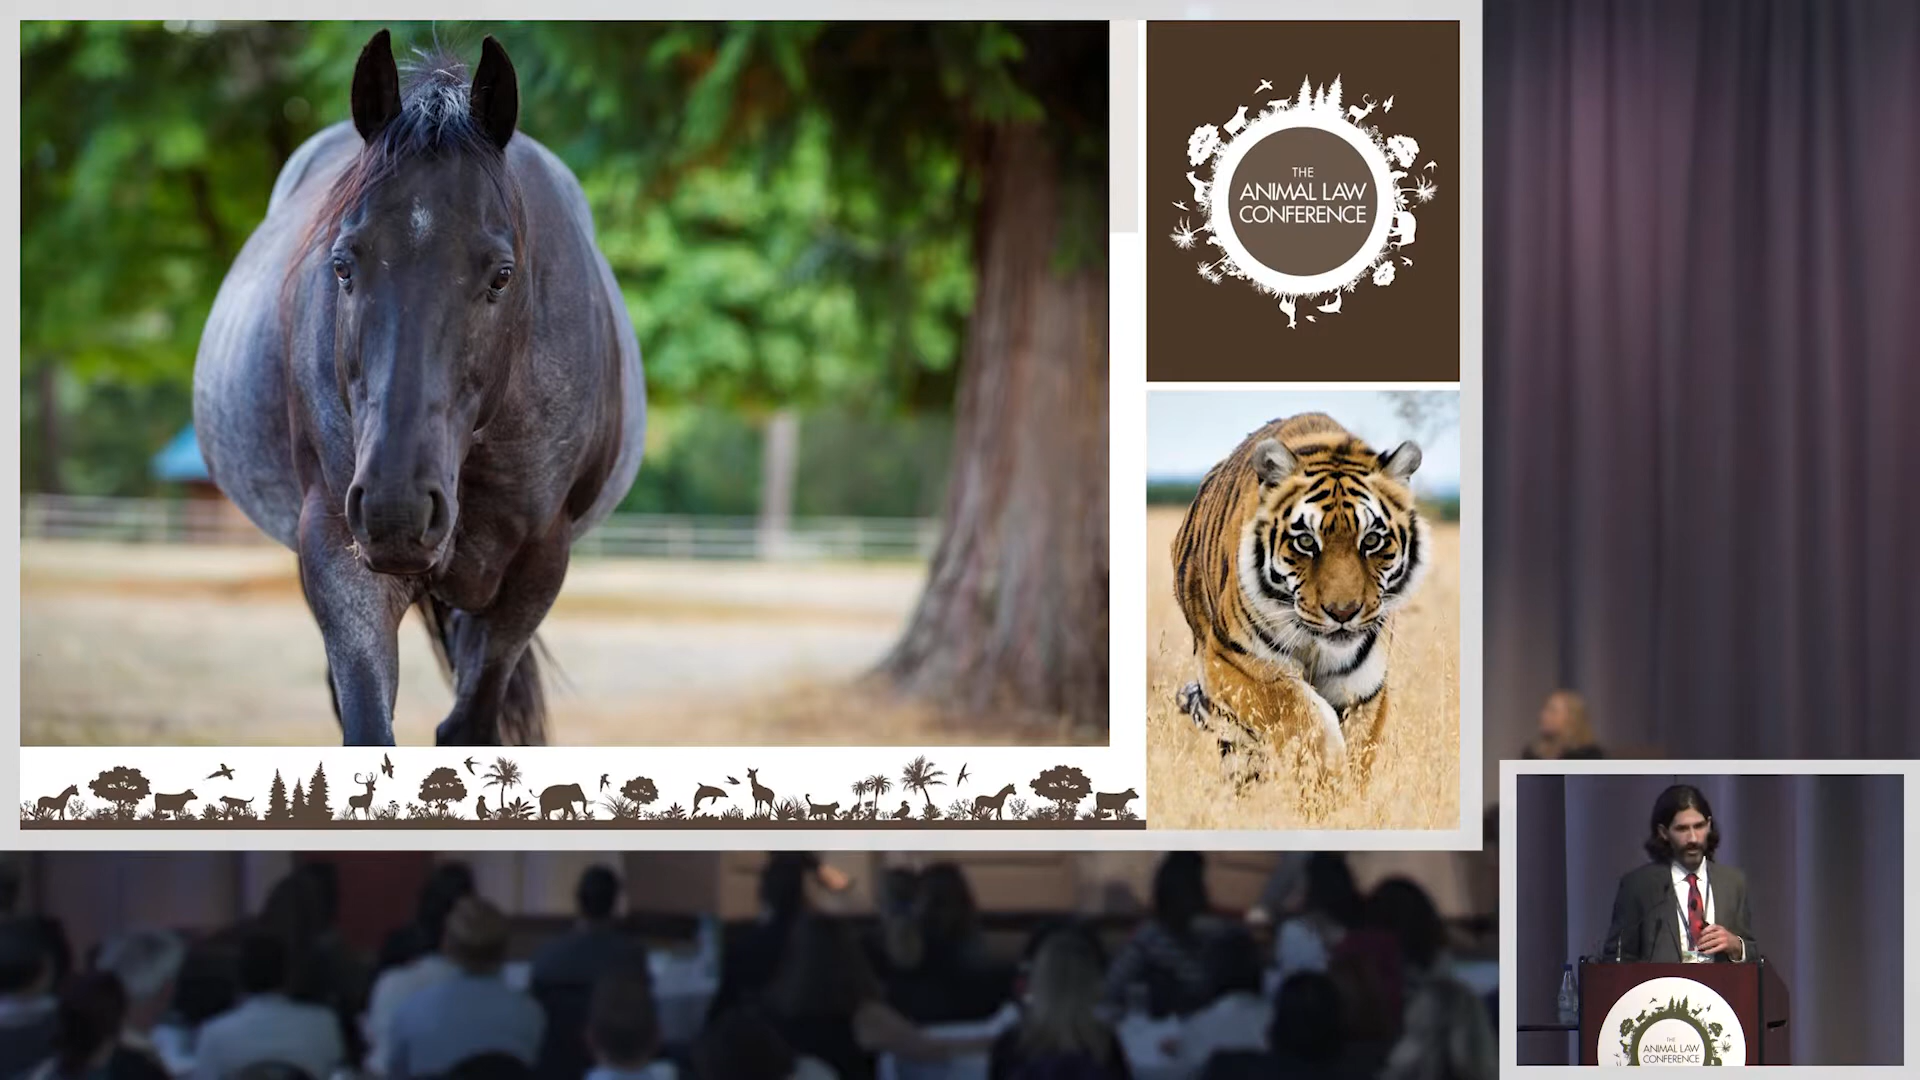 THE
ANIMAL LAW
CONFERENCE
THE
ANIMAL LAW
CONFERENCE